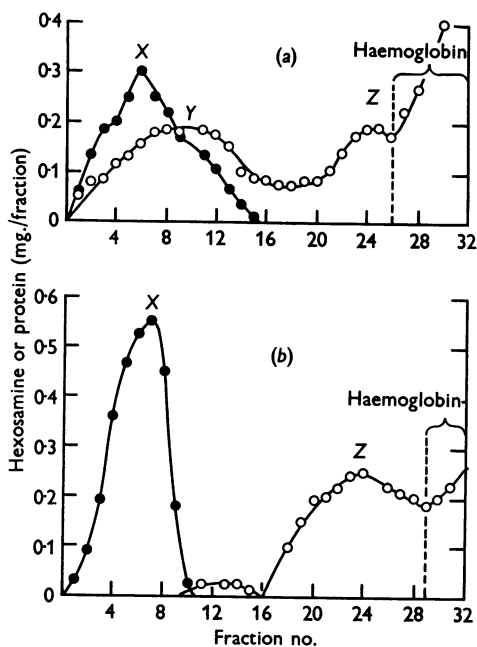 Hexosamine or protein (mg./fraction)
0·4
0·3
0·2
0·1
0
X
Y
(a)
Haemoglobin
Z
4 8 12 16 20 24 28 32
0·6
0·5
0·4
0·3
0·2
0·1
0
X
(b)
Haemoglobin
Z
4 8 12 16 20 24 28 32
Fraction no.